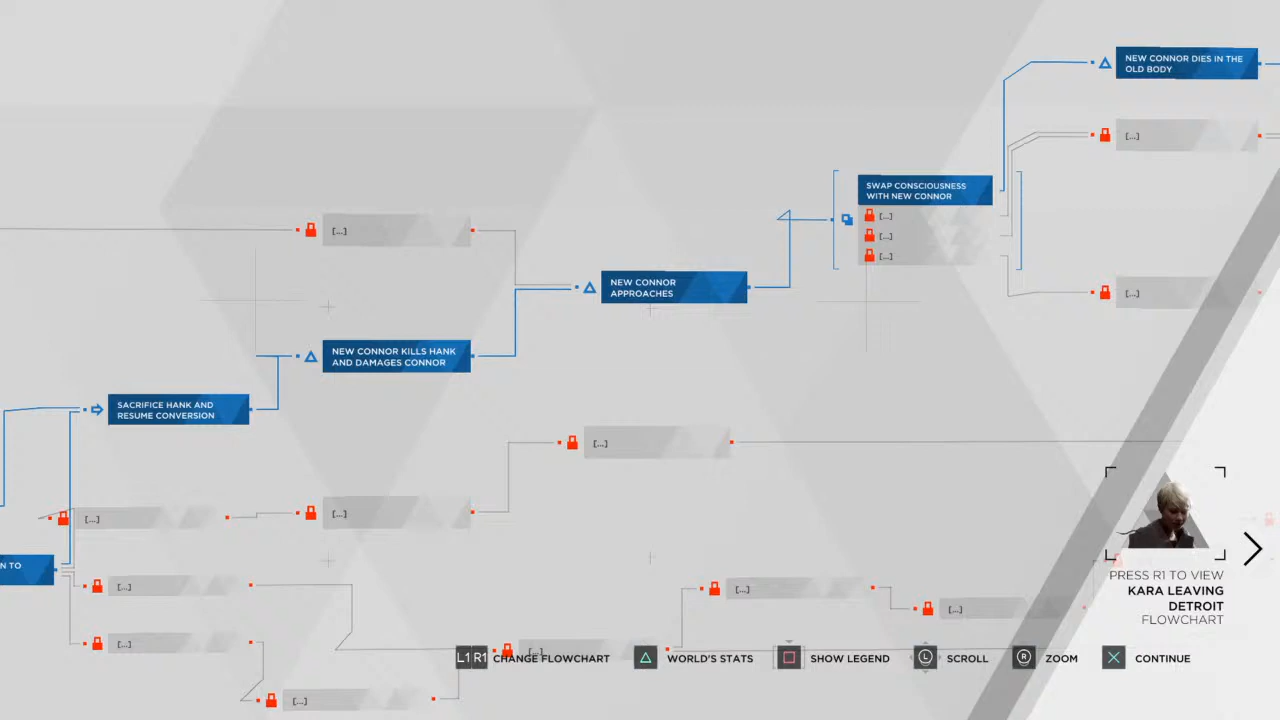 NEW CONNOR DIES IN THE
OLD BODY
[...]
SWAP CONSCIOUSNESS
WITH NEW CONNOR
[...]
[...]
[...]
[...]
NEW CONNOR
APPROACHES
[...]
NEW CONNOR KILLS HANK
AND DAMAGES CONNOR
SACRIFICE HANK AND
RESUME CONVERSION
[...]
[...]
[...]
N TO
[...]
[...]
[...]
[...]
[...]
[...]
PRESS R1 TO VIEW
KARA LEAVING
DETROIT
FLOWCHART
L1 R1 CHANGE FLOWCHART
WORLD'S STATS
SHOW LEGEND
L SCROLL
R ZOOM
CONTINUE